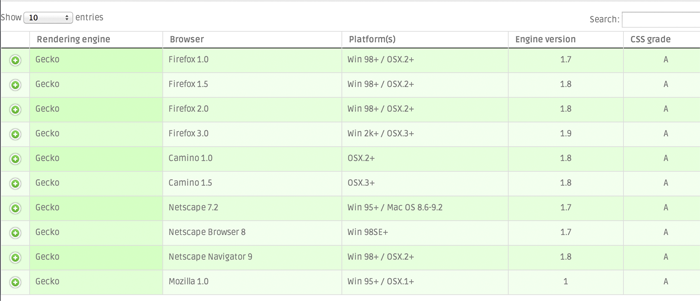 Show 10 entries Search:
Rendering engine Browser Platform(s) Engine version CSS grade
Gecko Firefox 1.0 Win 98+ / OSX.2+ 1.7 A
Gecko Firefox 1.5 Win 98+ / OSX.2+ 1.8 A
Gecko Firefox 2.0 Win 98+ / OSX.2+ 1.8 A
Gecko Firefox 3.0 Win 2k+ / OSX.3+ 1.9 A
Gecko Camino 1.0 OSX.2+ 1.8 A
Gecko Camino 1.5 OSX.3+ 1.8 A
Gecko Netscape 7.2 Win 95+ / Mac OS 8.6-9.2 1.7 A
Gecko Netscape Browser 8 Win 98SE+ 1.7 A
Gecko Netscape Navigator 9 Win 98+ / OSX.2+ 1.8 A
Gecko Mozilla 1.0 Win 95+ / OSX.1+ 1 A